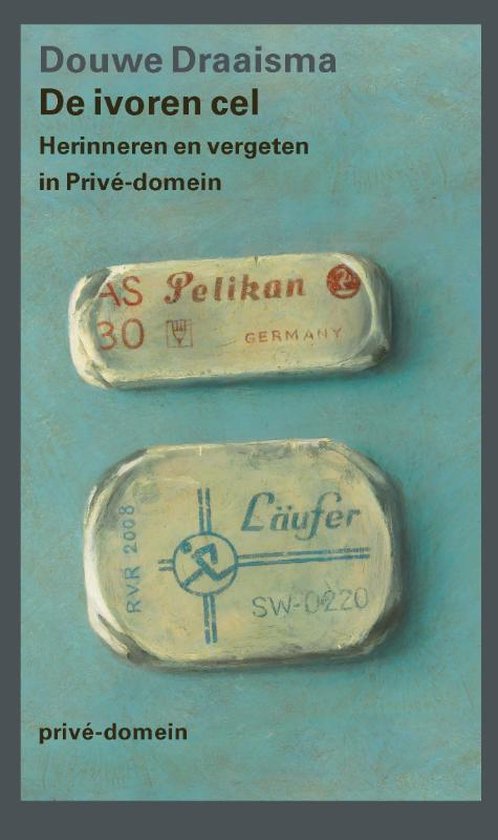 Douwe Draaisma
De ivoren cel
Herinneren en vergeten
in Privé-domein
AS Pelikan
30
GERMANY
Läufer
RVR 2008
SW-0220
privé-domein